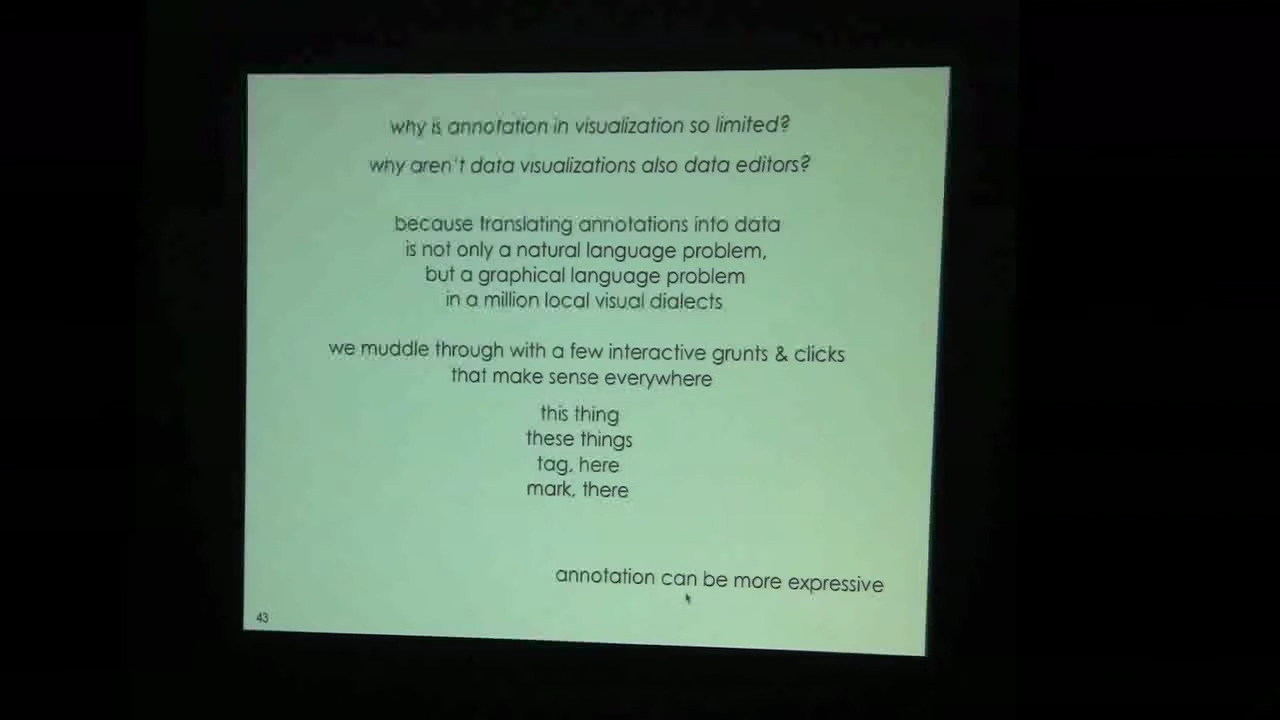 why is annotation in visualization so limited?
why aren't data visualizations also data editors?
because translating annotations into data
is not only a natural language problem,
but a graphical language problem
in a million local visual dialects
we muddle through with a few interactive grunts & clicks
that make sense everywhere
this thing
these things
tag, here
mark, there
annotation can be more expressive
43